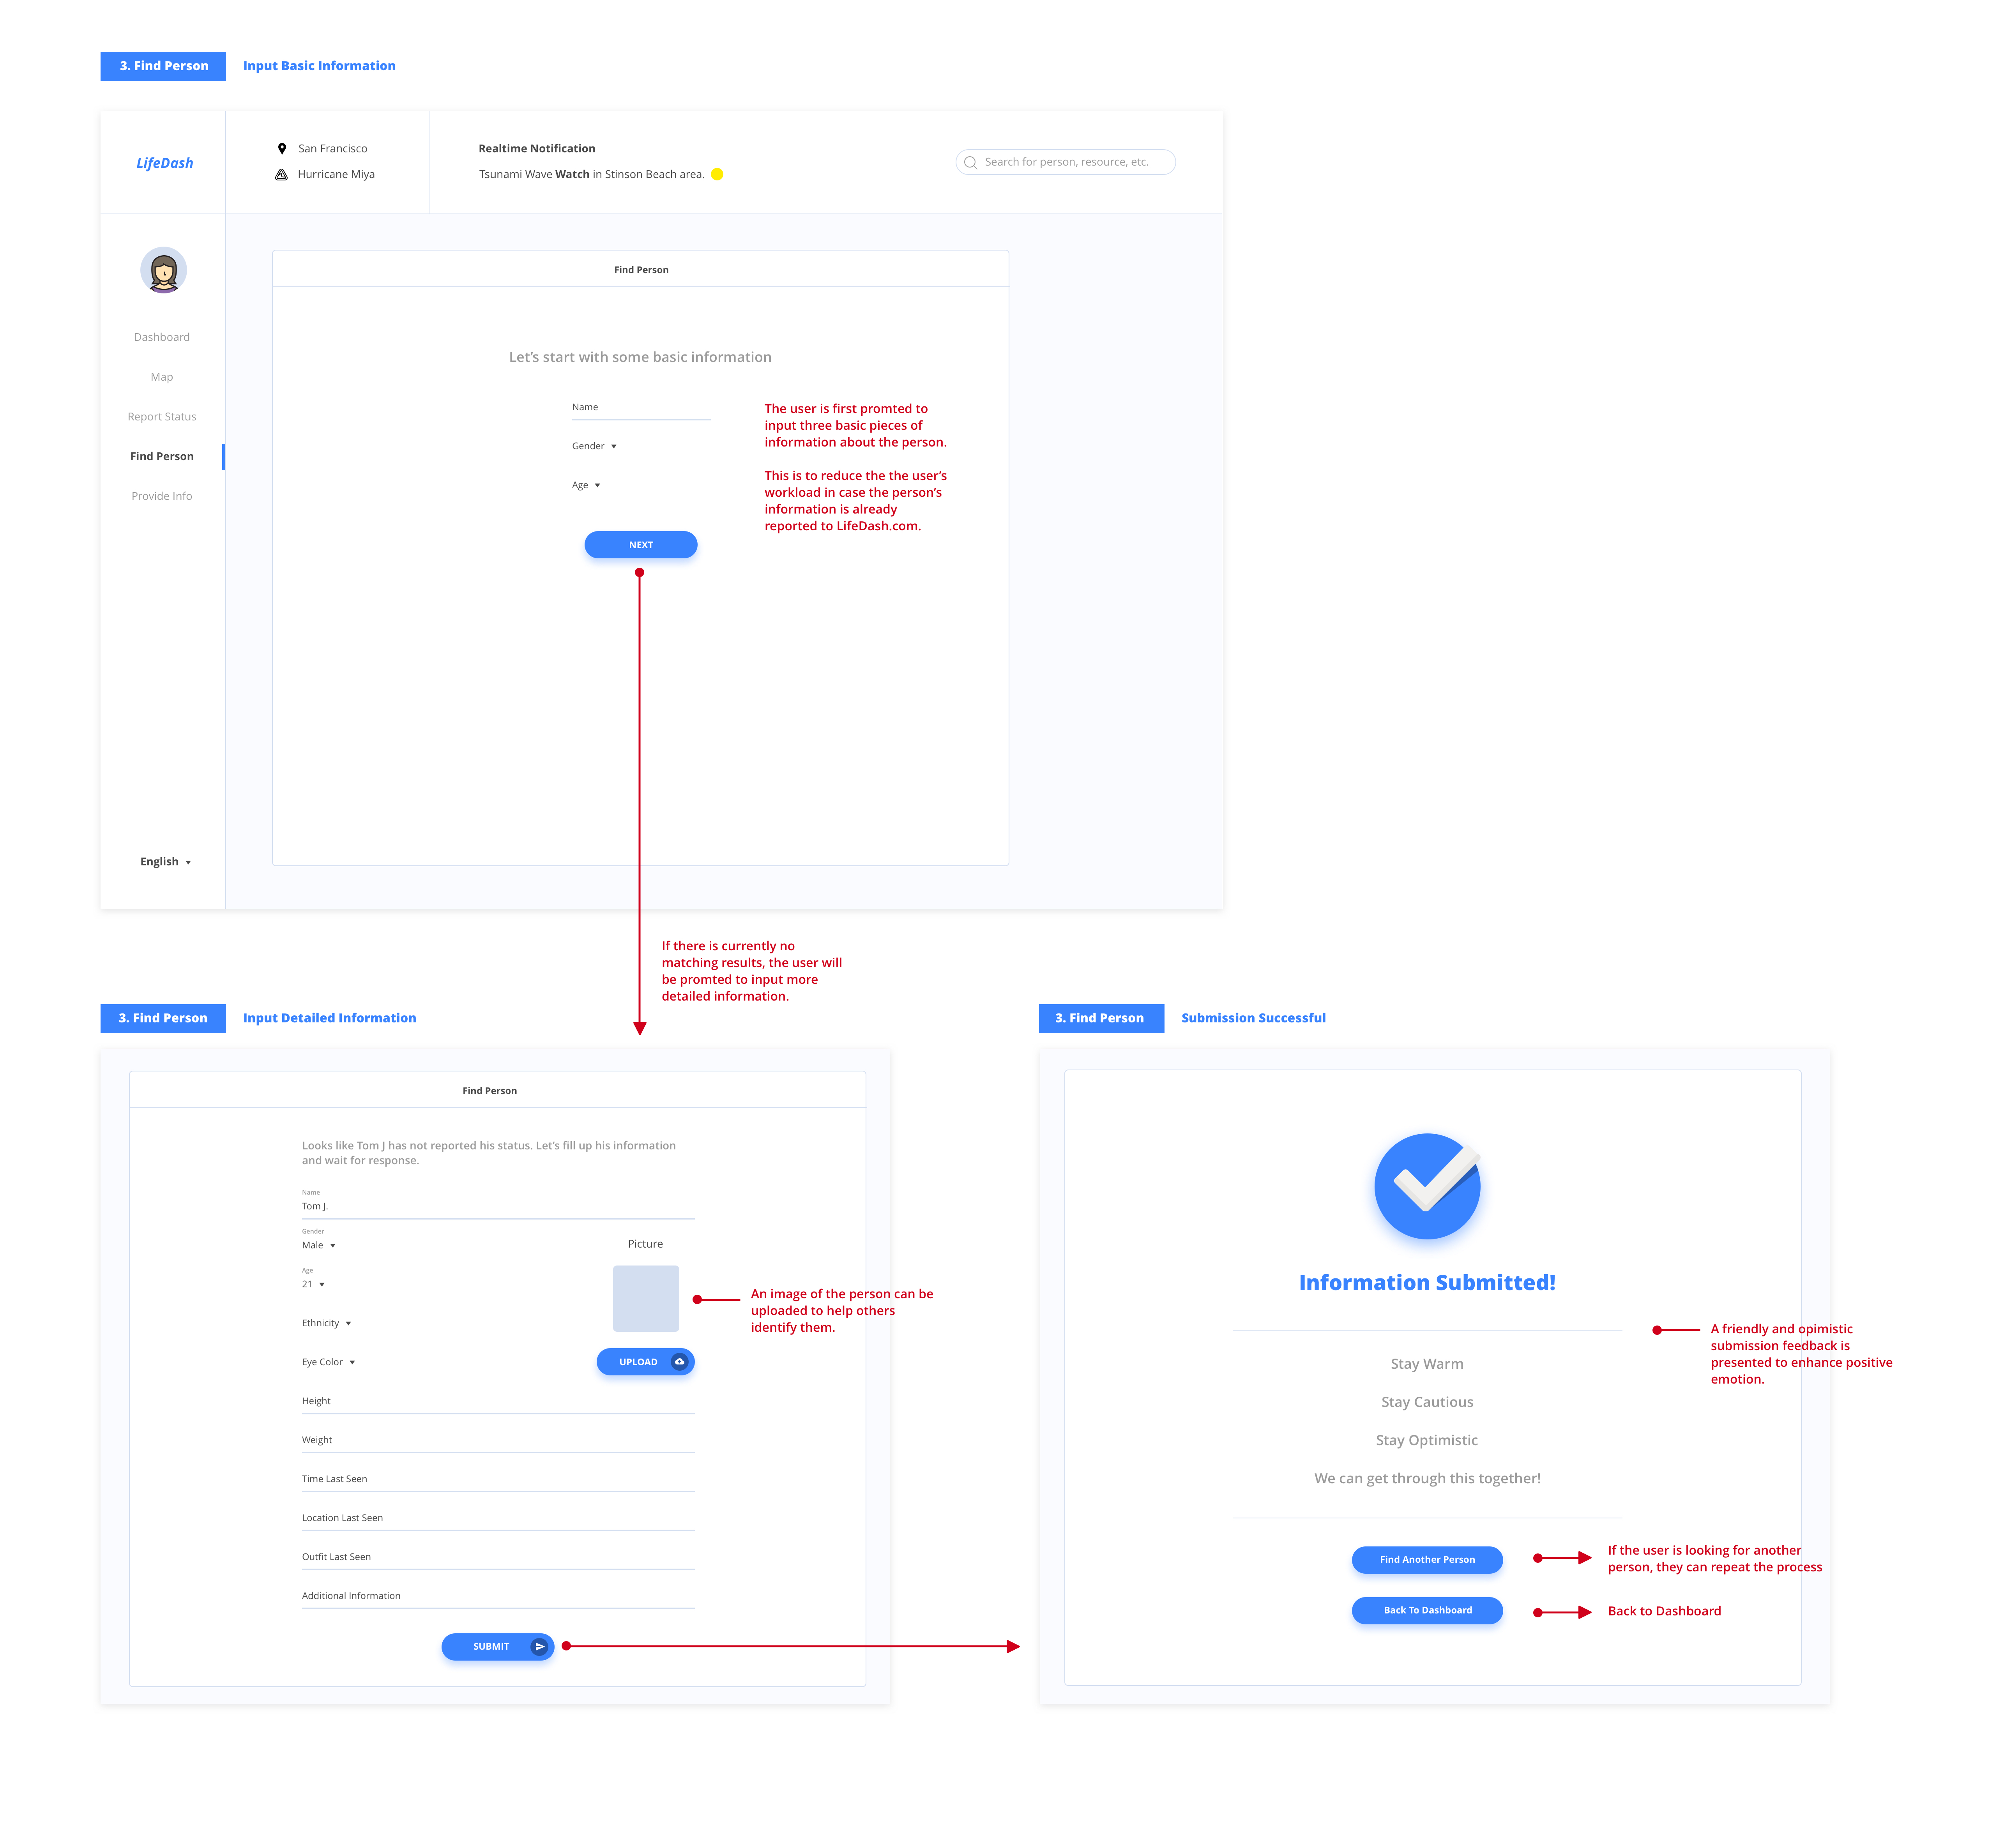 3. Find Person
Input Basic Information
LifeDash
San Francisco
Hurricane Miya
Realtime Notification
Tsunami Wave Watch in Stinson Beach area.
Search for person, resource, etc.
Dashboard
Map
Report Status
Find Person
Provide Info
English
Find Person
Let's start with some basic information
Name
Gender
Age
NEXT
The user is first promted to
input three basic pieces of
information about the person.
This is to reduce the the user's
workload in case the person's
information is already
reported to LifeDash.com.
If there is currently no
matching results, the user will
be promted to input more
detailed information.
3. Find Person
Input Detailed Information
Find Person
Looks like Tom J has not reported his status. Let's fill up his information
and wait for response.
Name
Tom J.
Gender
Male
Age
21
Ethnicity
Eye Color
Picture
UPLOAD
An image of the person can be
uploaded to help others
identify them.
Height
Weight
Time Last Seen
Location Last Seen
Outfit Last Seen
Additional Information
SUBMIT
3. Find Person
Submission Successful
Information Submitted!
Stay Warm
Stay Cautious
Stay Optimistic
We can get through this together!
A friendly and opimistic
submission feedback is
presented to enhance positive
emotion.
Find Another Person
If the user is looking for another
person, they can repeat the process
Back To Dashboard
Back to Dashboard